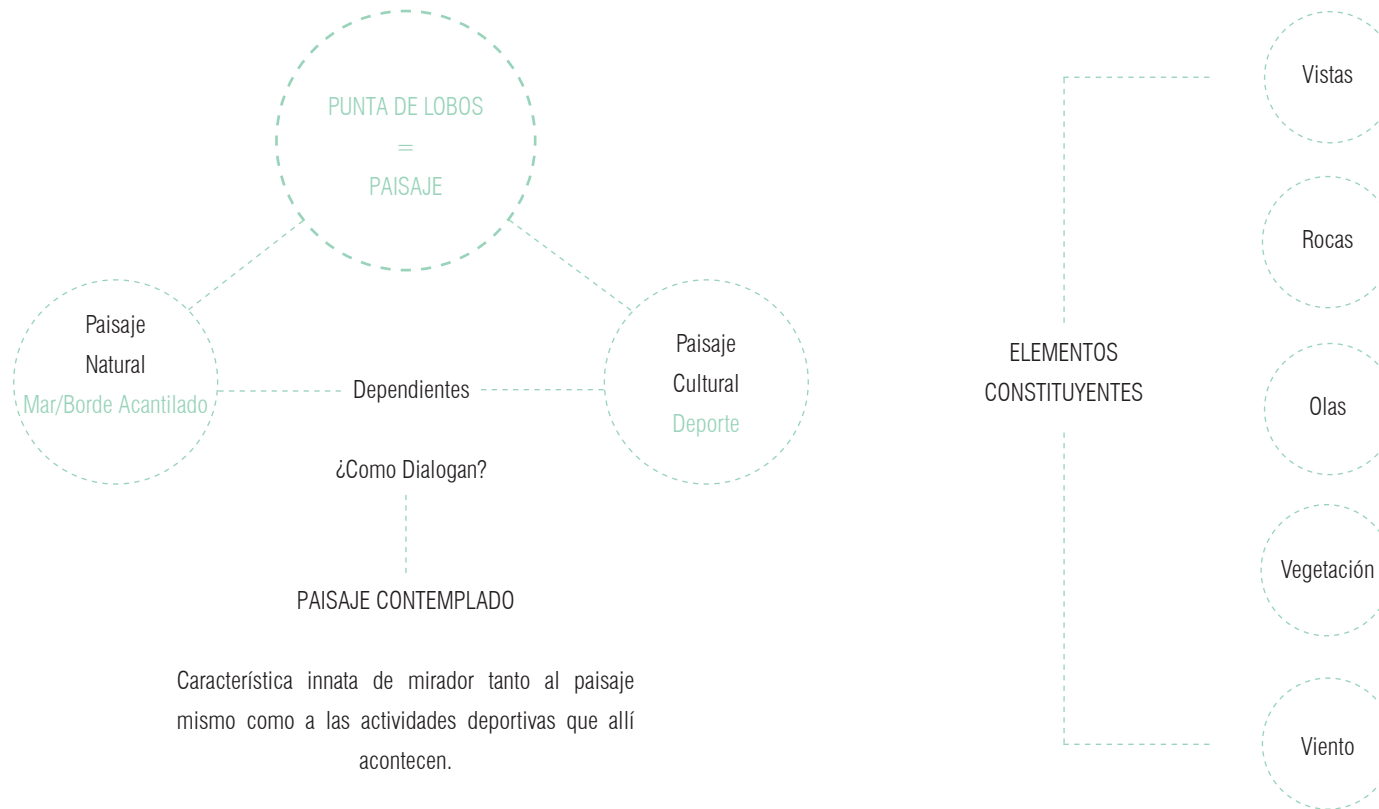 PUNTA DE LOBOS
=
PAISAJE
Paisaje
Natural
Mar/Borde Acantilado
Dependientes
Paisaje
Cultural
Deporte
¿Como Dialogan?
PAISAJE CONTEMPLADO
Característica innata de mirador tanto al paisaje
mismo como a las actividades deportivas que allí
acontecen.
ELEMENTOS
CONSTITUYENTES
Vistas
Rocas
Olas
Vegetación
Viento